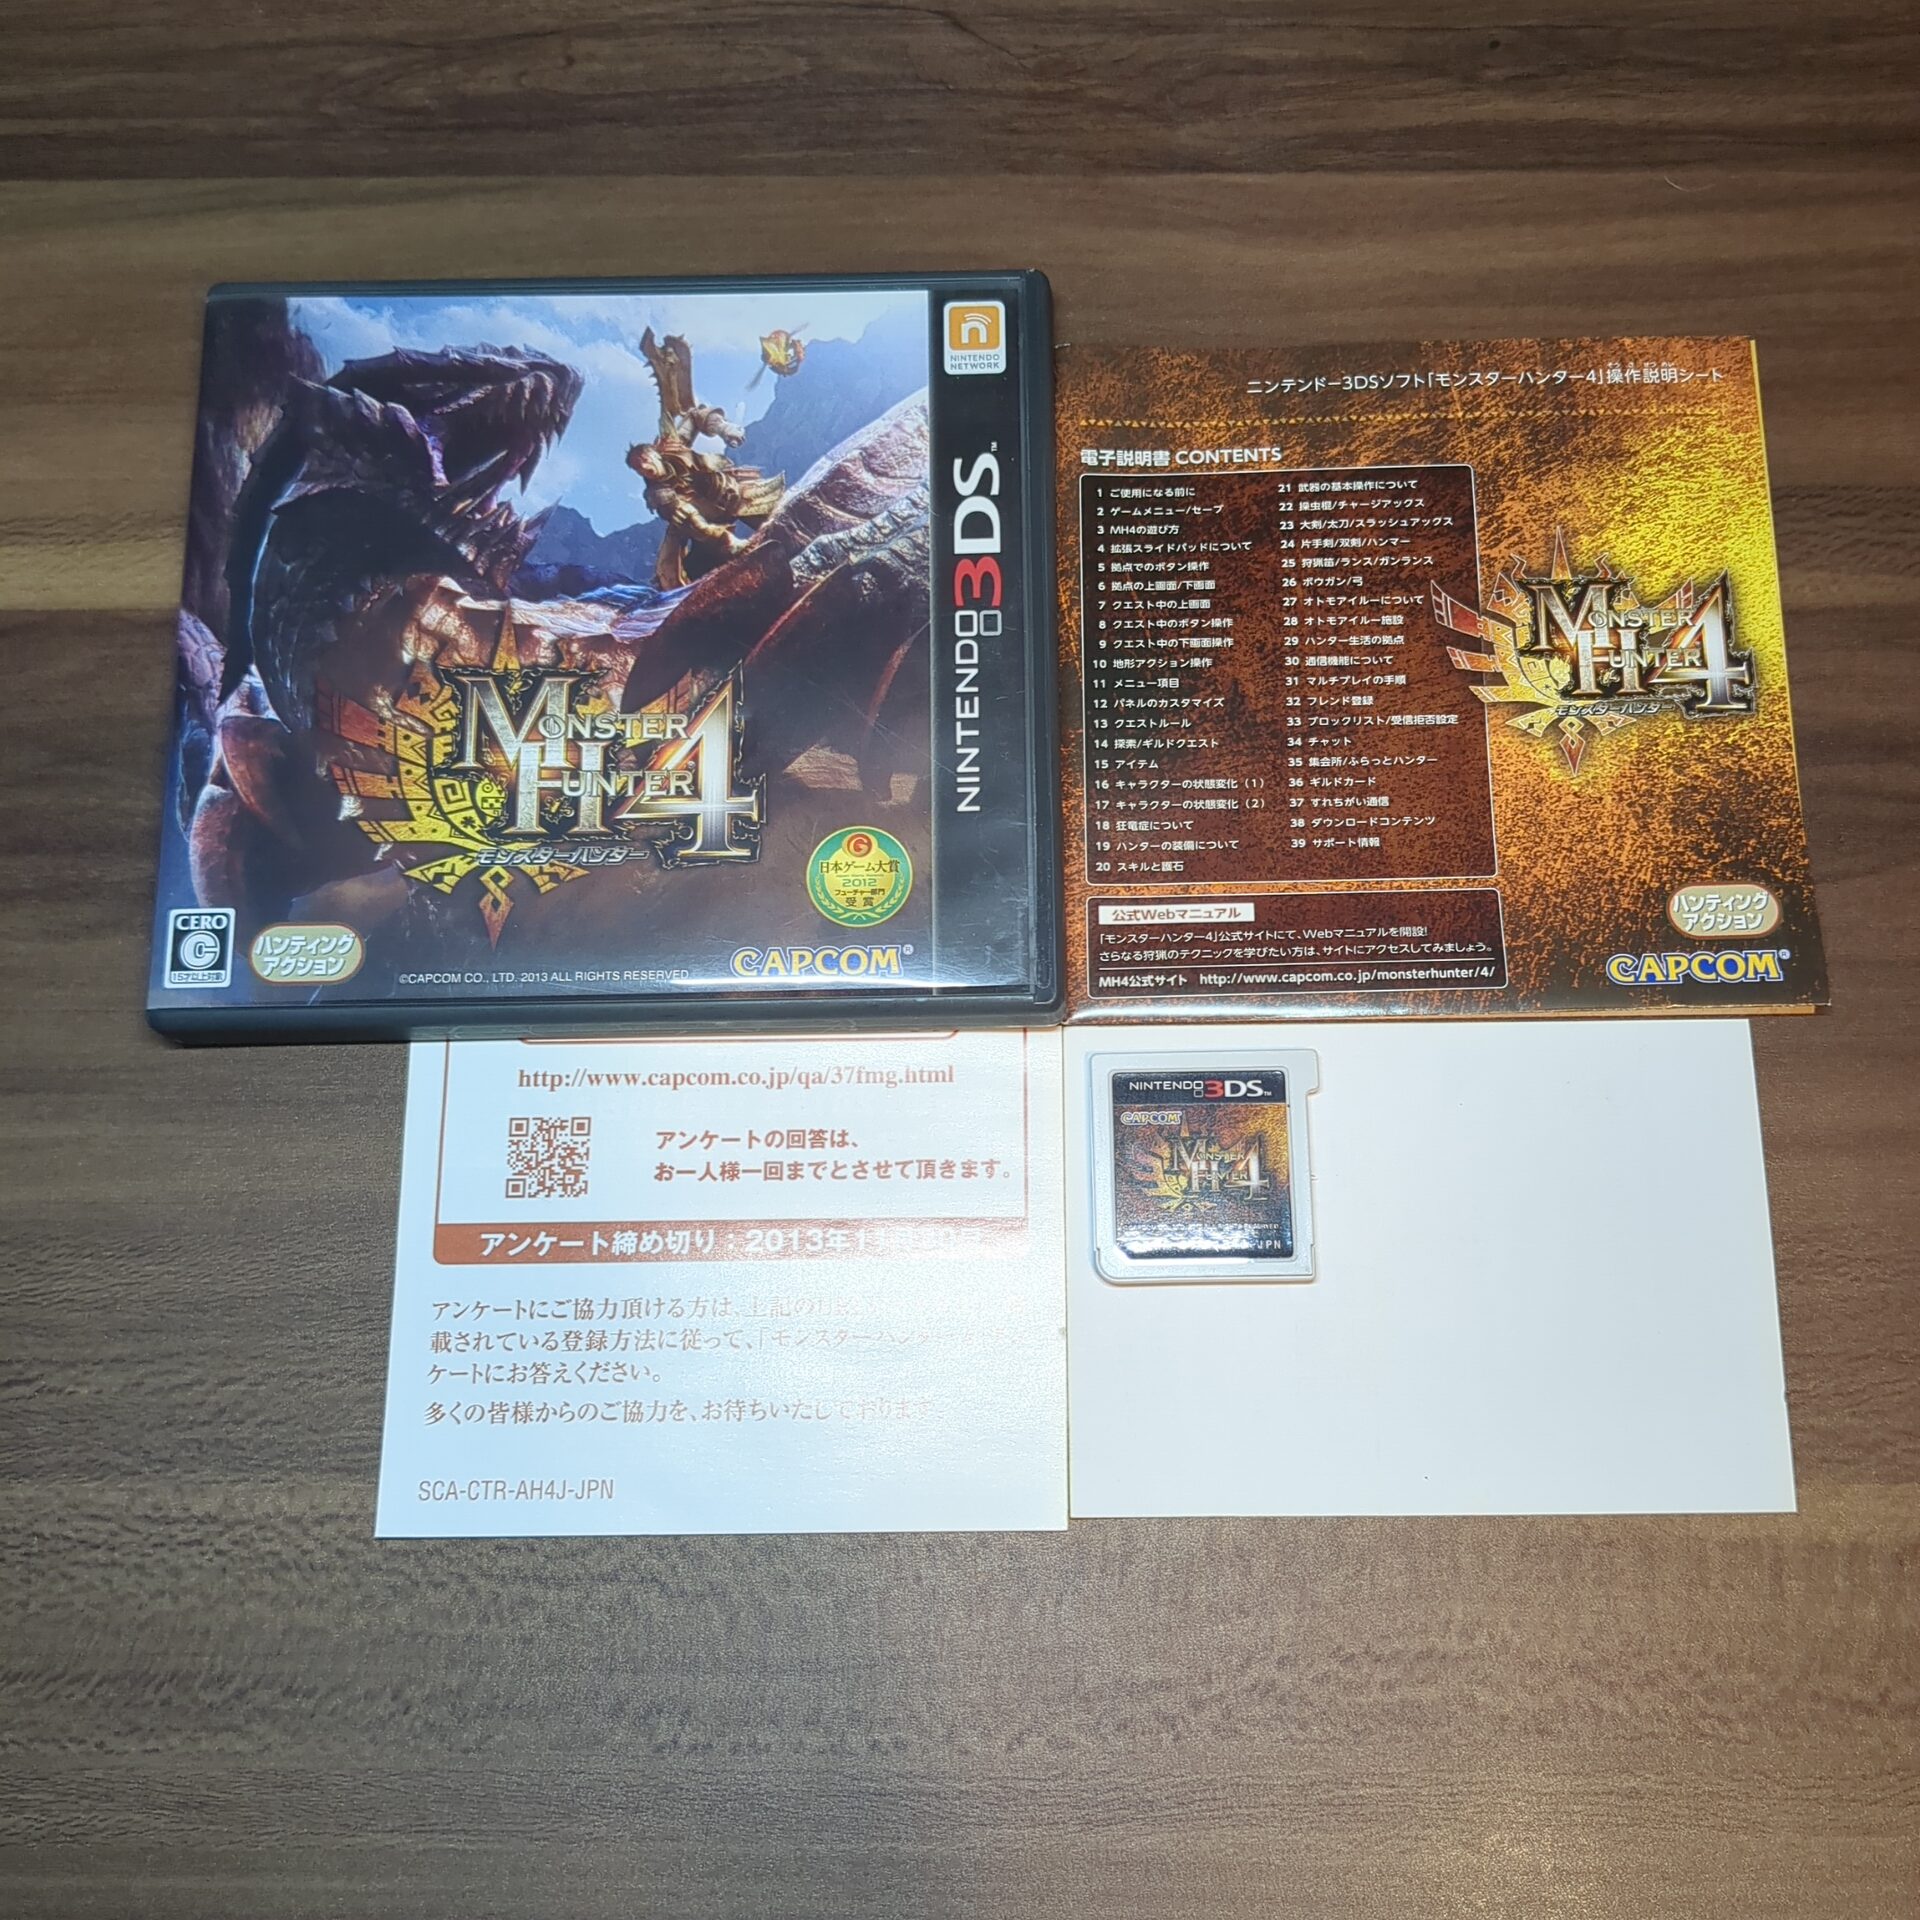 NINTENDO NETWORK
NINTENDO 3DS™
MONSTER
HUNTER 4
モンスターハンター
日本ゲーム大賞
2012
フューチャー部門
受賞
CERO
C
15才以上対象
ハンティング
アクション
©CAPCOM CO., LTD. 2013 ALL RIGHTS RESERVED.
CAPCOM®
ニンテンドー3DSソフト「モンスターハンター4」操作説明シート
電子説明書 CONTENTS
1 ご使用になる前に
2 ゲームメニュー/セーブ
3 MH4の遊び方
4 拡張スライドパッドについて
5 拠点でのボタン操作
6 拠点の上画面/下画面
7 クエスト中の上画面
8 クエスト中のボタン操作
9 クエスト中の下画面操作
10 地形アクション操作
11 メニュー項目
12 パネルのカスタマイズ
13 クエストルール
14 探索/ギルドクエスト
15 アイテム
16 キャラクターの状態変化（1）
17 キャラクターの状態変化（2）
18 狂竜症について
19 ハンターの装備について
20 スキルと護石
21 武器の基本操作について
22 操虫棍/チャージアックス
23 大剣/太刀/スラッシュアックス
24 片手剣/双剣/ハンマー
25 狩猟笛/ランス/ガンランス
26 ボウガン/弓
27 オトモアイルーについて
28 オトモアイルー施設
29 ハンター生活の拠点
30 通信機能について
31 マルチプレイの手順
32 フレンド登録
33 ブロックリスト/受信拒否設定
34 チャット
35 集会所/ふらっとハンター
36 ギルドカード
37 すれちがい通信
38 ダウンロードコンテンツ
39 サポート情報
MONSTER
HUNTER 4
モンスターハンター
公式Webマニュアル
「モンスターハンター4」公式サイトにて、Webマニュアルを開設!
さらなる狩猟のテクニックを学びたい方は、サイトにアクセスしてみましょう。
MH4公式サイト http://www.capcom.co.jp/monsterhunter/4/
ハンティング
アクション
CAPCOM®
http://www.capcom.co.jp/qa/37fmg.html
アンケートの回答は、
お一人様一回までとさせて頂きます。
アンケート締め切り：2013年11
アンケートにご協力頂ける方は、上記のURL
載されている登録方法に従って、「モンスターハン
ケートにお答えください。
多くの皆様からのご協力を、お待ちいたしております
SCA-CTR-AH4J-JPN
NINTENDO 3DS™
CAPCOM
MONSTER
HUNTER 4
RESERVED
JPN